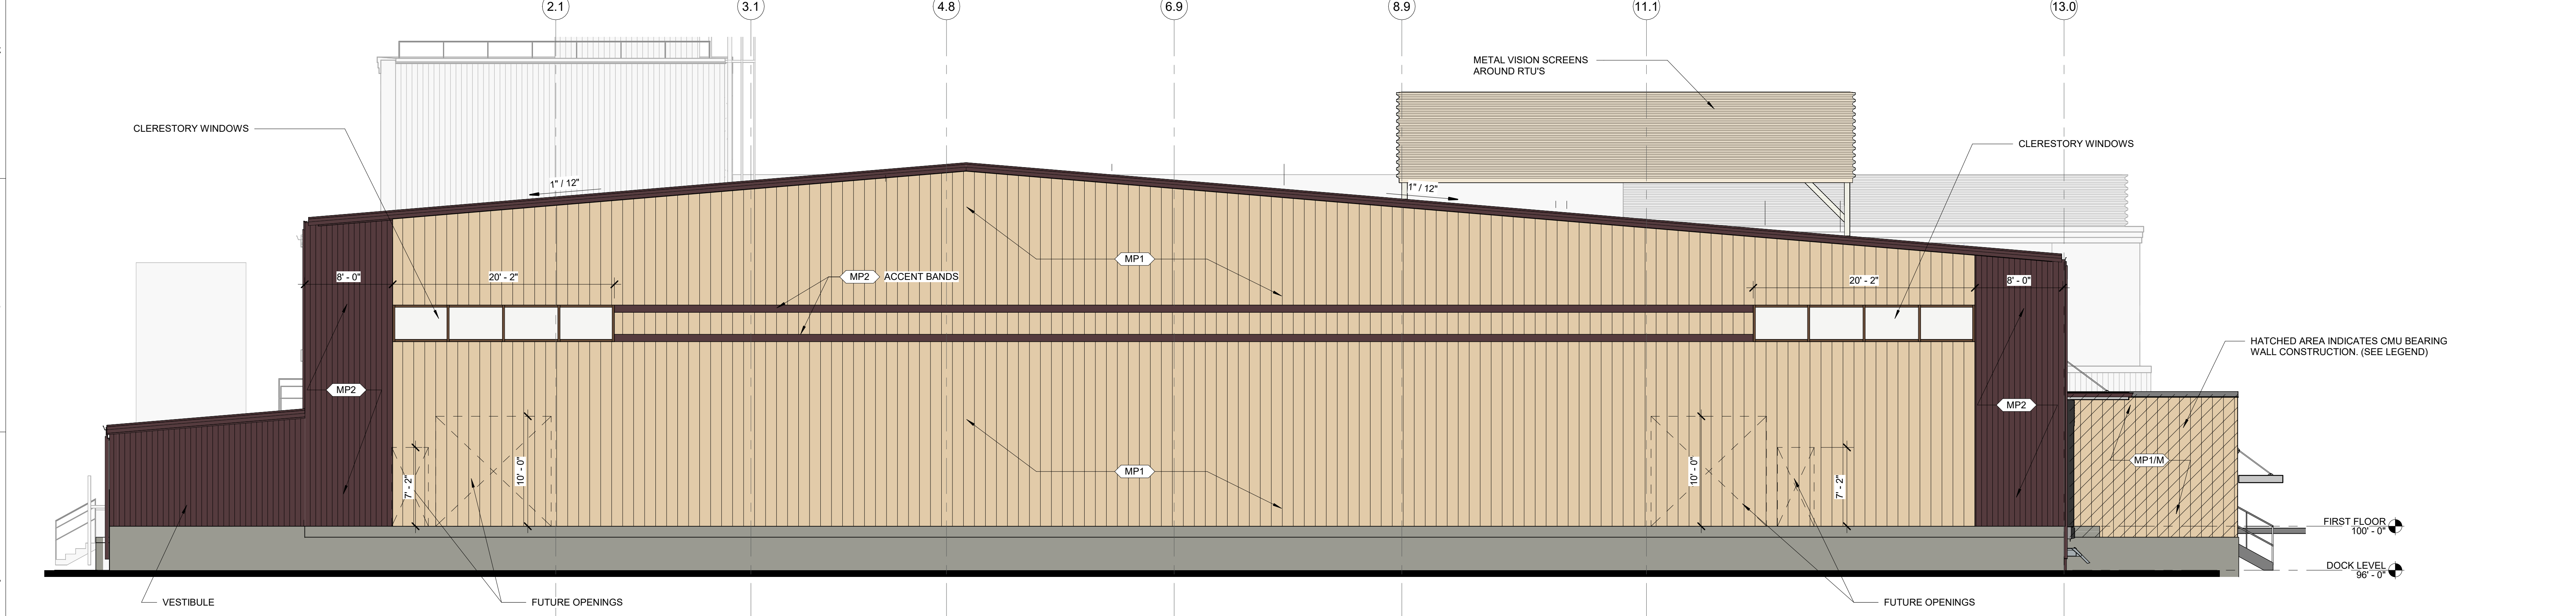 2.1
3.1
4.8
6.9
8.9
11.1
13.0
METAL VISION SCREENS
AROUND RTU'S
CLERESTORY WINDOWS
CLERESTORY WINDOWS
1" / 12"
1" / 12"
MP1
8' - 0"
20' - 2"
MP2 ACCENT BANDS
20' - 2"
8' - 0"
HATCHED AREA INDICATES CMU BEARING
WALL CONSTRUCTION. (SEE LEGEND)
MP2
MP2
MP1
MP1/M
7' - 2"
10' - 0"
10' - 0"
7' - 2"
FIRST FLOOR
100' - 0"
DOCK LEVEL
96' - 0"
VESTIBULE
FUTURE OPENINGS
FUTURE OPENINGS